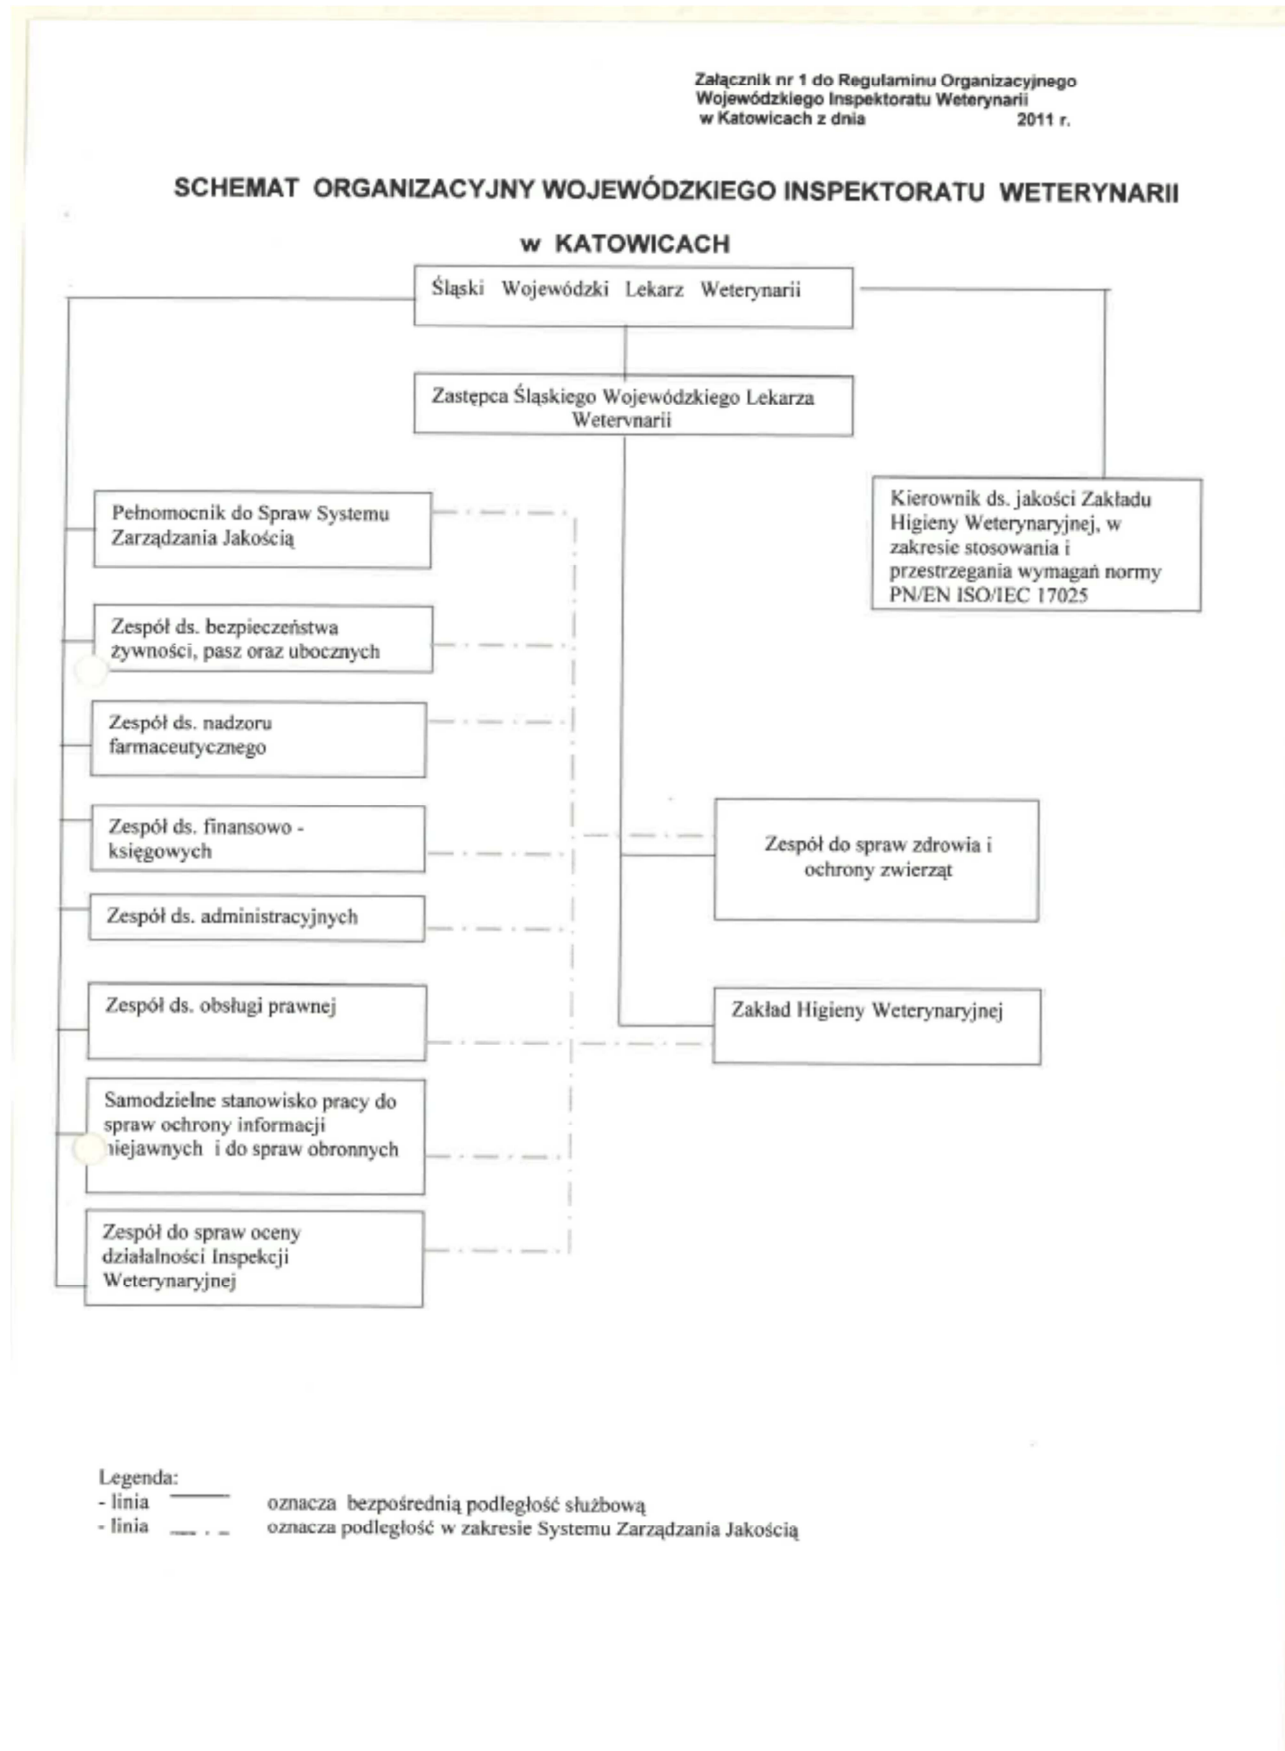 Załącznik nr 1 do Regulaminu Organizacyjnego
Wojewódzkiego Inspektoratu Weterynarii
w Katowicach z dnia 2011 r.
SCHEMAT ORGANIZACYJNY WOJEWÓDZKIEGO INSPEKTORATU WETERYNARII
w KATOWICACH
Śląski Wojewódzki Lekarz Weterynarii
Zastępca Śląskiego Wojewódzkiego Lekarza
Weterynarii
Pełnomocnik do Spraw Systemu
Zarządzania Jakością
Kierownik ds. jakości Zakładu
Higieny Weterynaryjnej, w
zakresie stosowania i
przestrzegania wymagań normy
PN/EN ISO/IEC 17025
Zespół ds. bezpieczeństwa
żywności, pasz oraz ubocznych
Zespół ds. nadzoru
farmaceutycznego
Zespół ds. finansowo -
księgowych
Zespół do spraw zdrowia i
ochrony zwierząt
Zespół ds. administracyjnych
Zespół ds. obsługi prawnej
Zakład Higieny Weterynaryjnej
Samodzielne stanowisko pracy do
spraw ochrony informacji
niejawnych i do spraw obronnych
Zespół do spraw oceny
działalności Inspekcji
Weterynaryjnej
Legenda:
- linia oznacza bezpośrednią podległość służbową
- linia oznacza podległość w zakresie Systemu Zarządzania Jakością